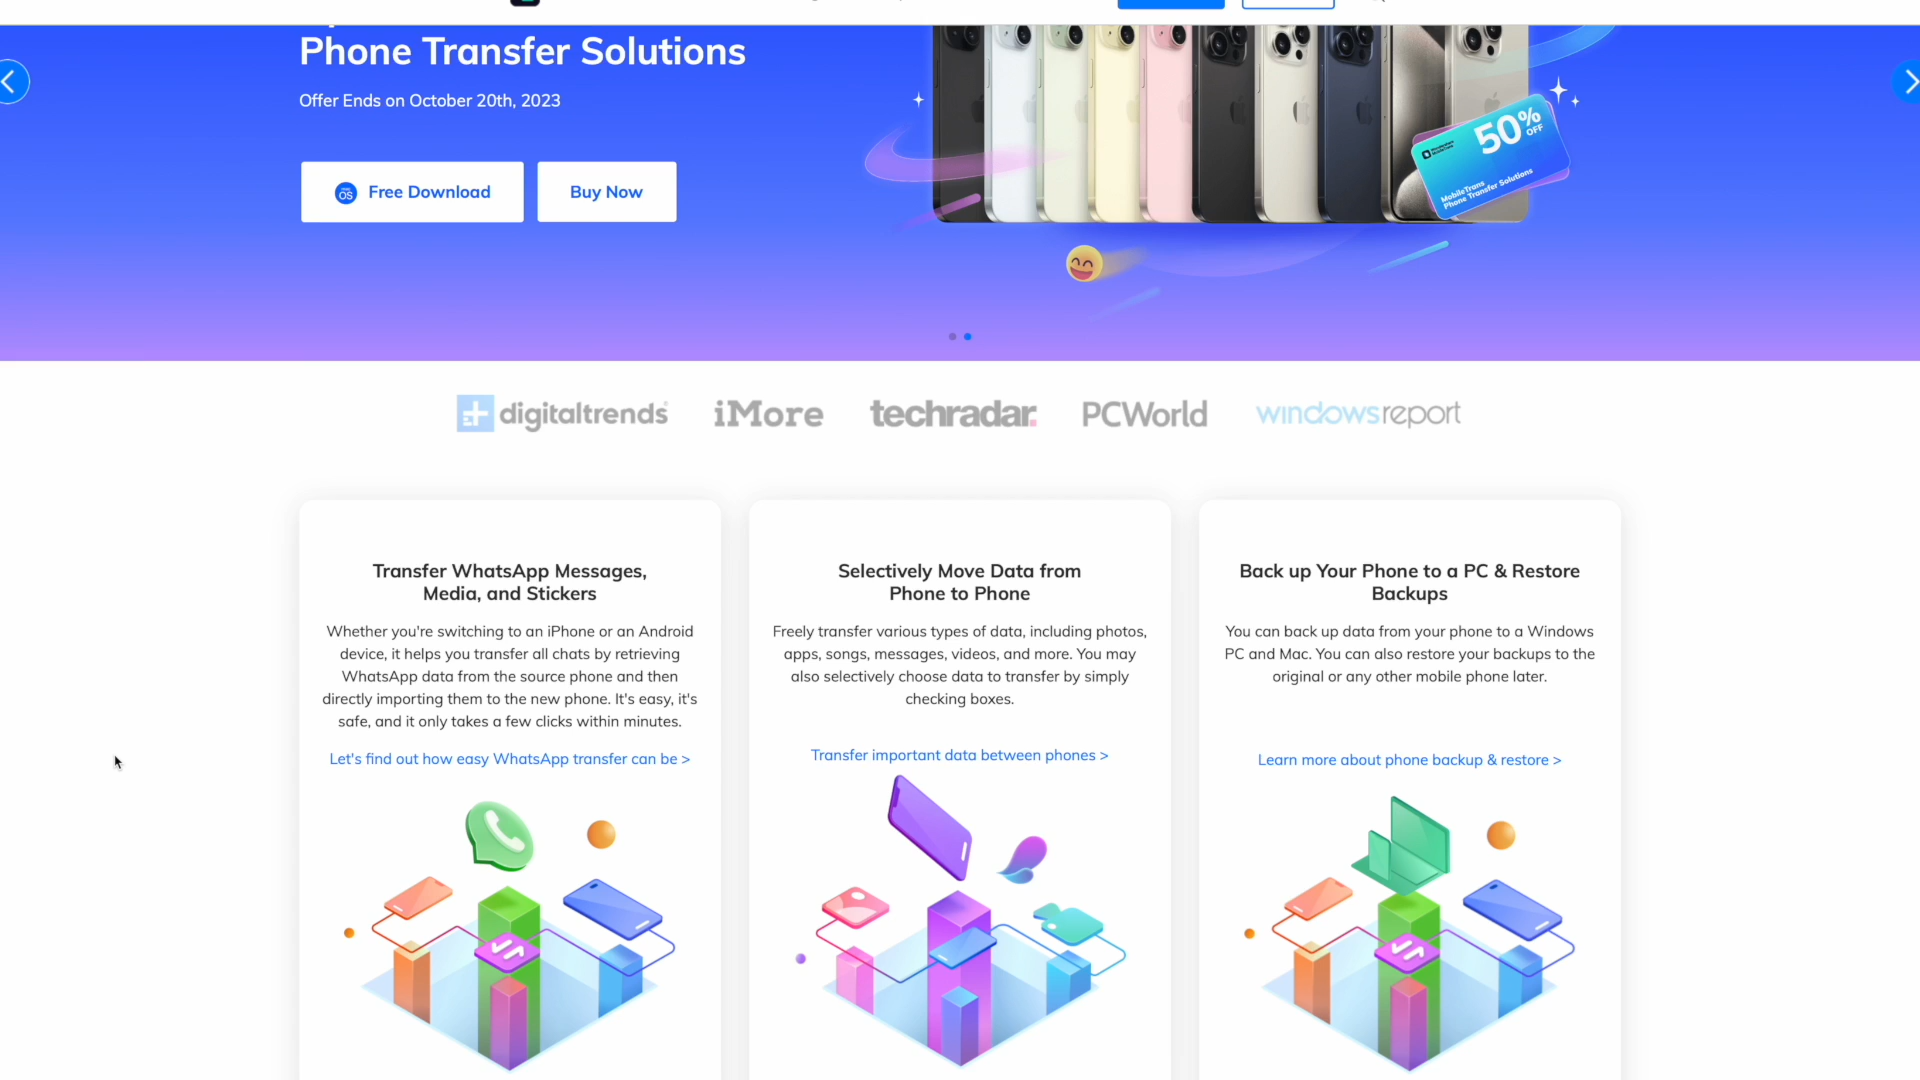 Phone Transfer Solutions
Offer Ends on October 20th, 2023
Free Download
Buy Now
50% OFF
MobileTrans
Phone Transfer Solutions
digitaltrends
iMore
techradar.
PCWorld
windowsreport
Transfer WhatsApp Messages,
Media, and Stickers
Whether you're switching to an iPhone or an Android
device, it helps you transfer all chats by retrieving
WhatsApp data from the source phone and then
directly importing them to the new phone. It's easy, it's
safe, and it only takes a few clicks within minutes.
Let's find out how easy WhatsApp transfer can be >
Selectively Move Data from
Phone to Phone
Freely transfer various types of data, including photos,
apps, songs, messages, videos, and more. You may
also selectively choose data to transfer by simply
checking boxes.
Transfer important data between phones >
Back up Your Phone to a PC & Restore
Backups
You can back up data from your phone to a Windows
PC and Mac. You can also restore your backups to the
original or any other mobile phone later.
Learn more about phone backup & restore >